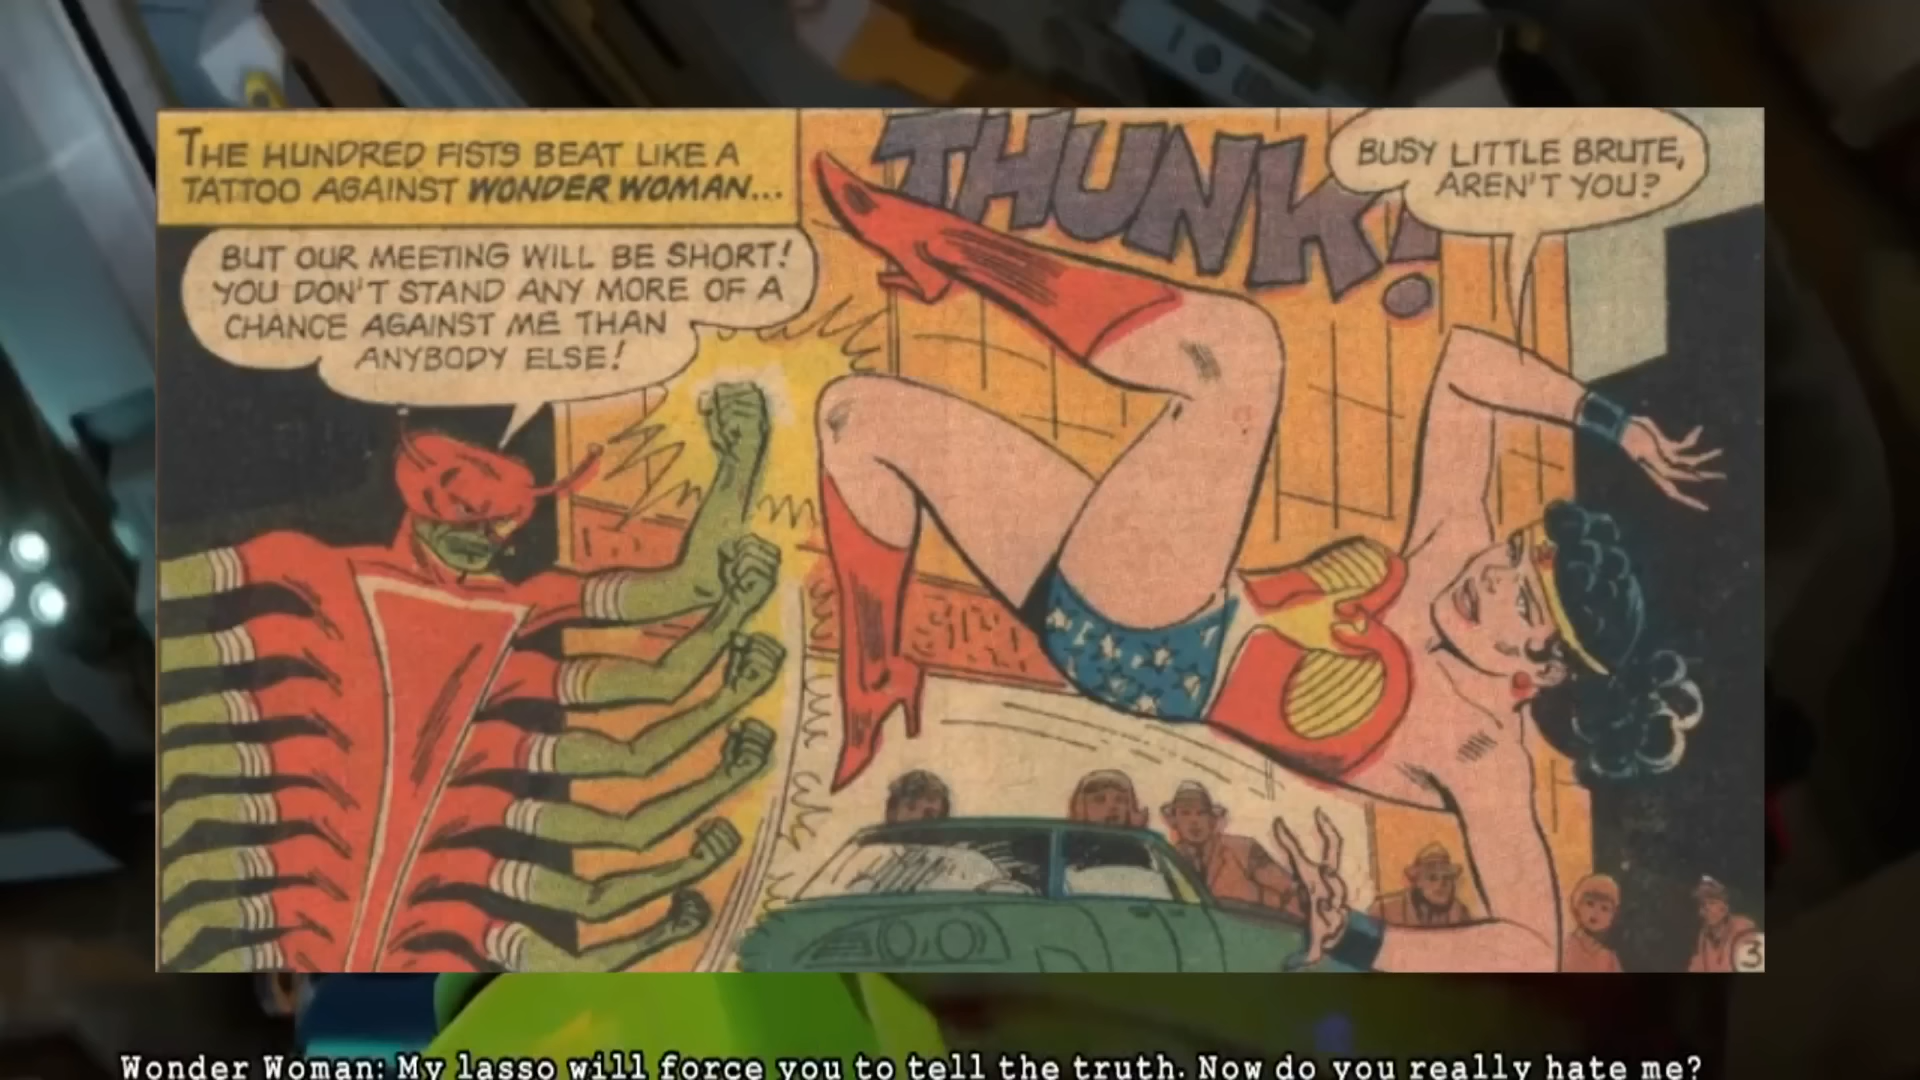 THE HUNDRED FISTS BEAT LIKE A
TATTOO AGAINST WONDER WOMAN...
BUT OUR MEETING WILL BE SHORT!
YOU DON'T STAND ANY MORE OF A
CHANCE AGAINST ME THAN
ANYBODY ELSE!
THUNK!
BUSY LITTLE BRUTE,
AREN'T YOU?
3
Wonder Woman: My lasso will force you to tell the truth. Now do you really hate me?